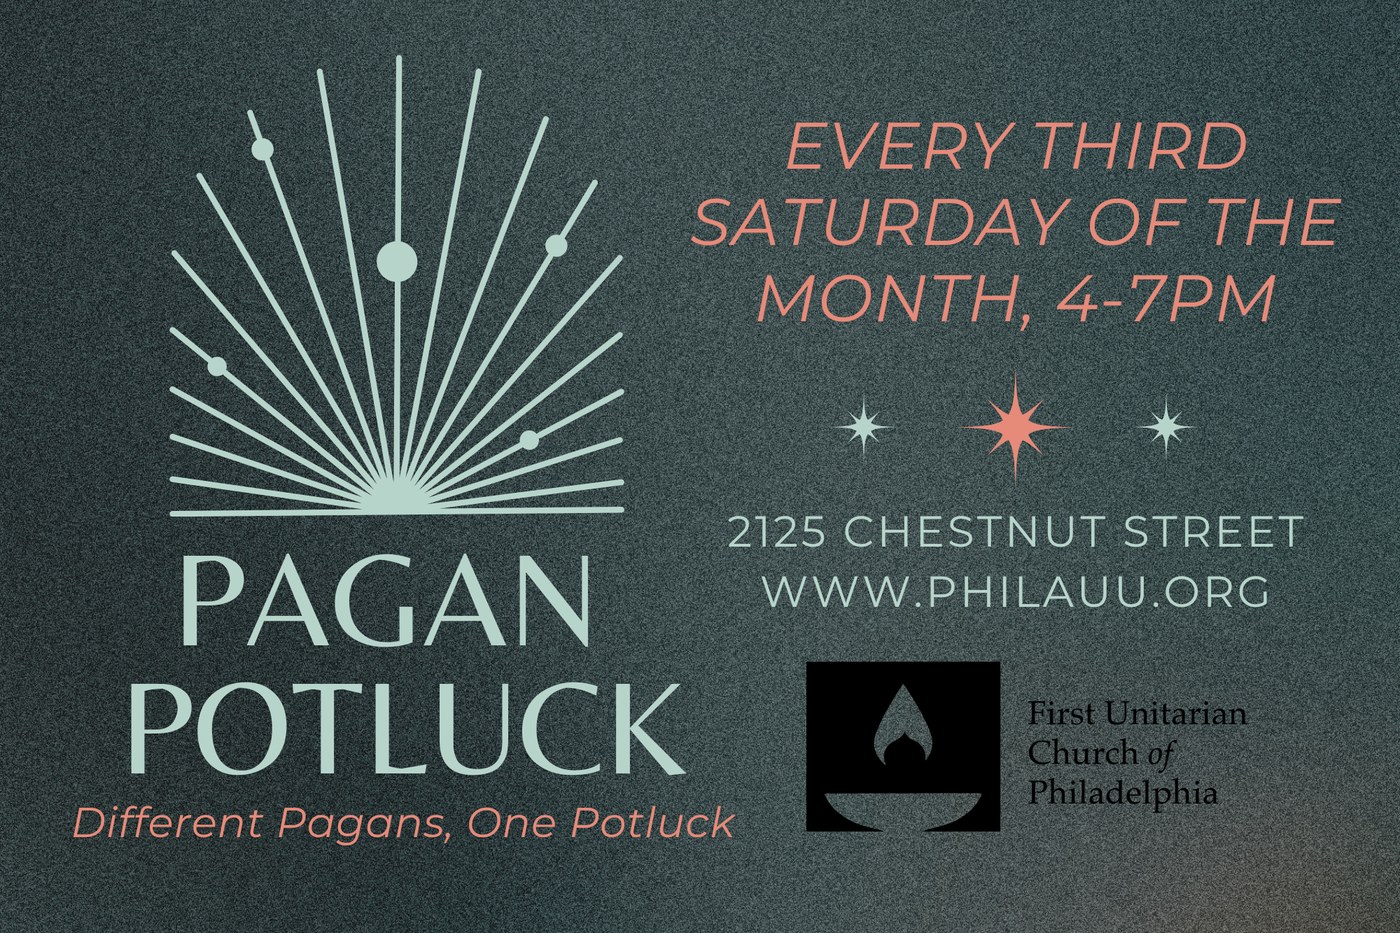 EVERY THIRD
SATURDAY OF THE
MONTH, 4-7PM
2125 CHESTNUT STREET
WWW.PHILAUU.ORG
PAGAN
POTLUCK
Different Pagans, One Potluck
First Unitarian
Church of
Philadelphia